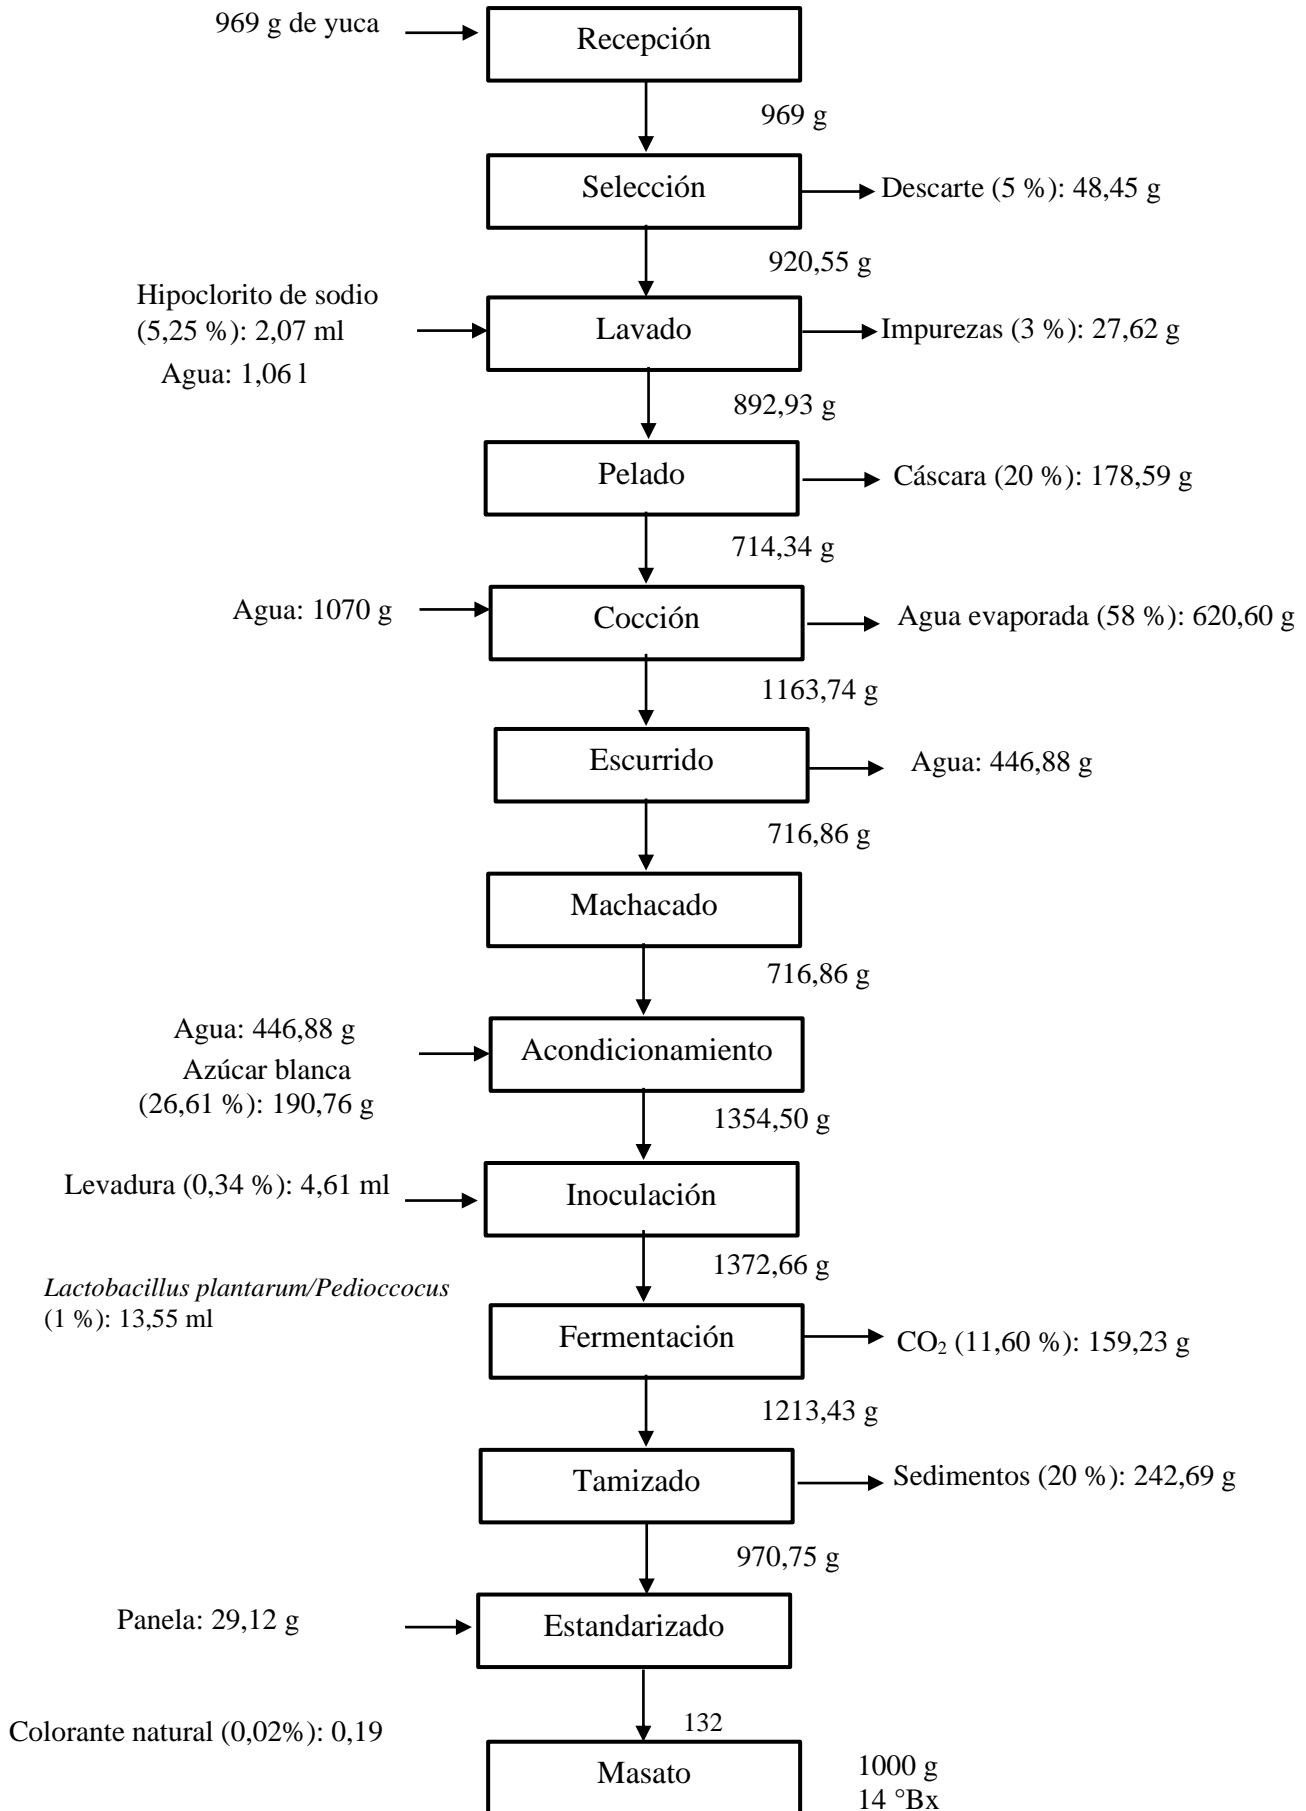 969 g de yuca
Recepción
969 g
Selección
Descarte (5 %): 48,45 g
920,55 g
Hipoclorito de sodio
(5,25 %): 2,07 ml
Agua: 1,06 l
Lavado
Impurezas (3 %): 27,62 g
892,93 g
Pelado
Cáscara (20 %): 178,59 g
714,34 g
Agua: 1070 g
Cocción
Agua evaporada (58 %): 620,60 g
1163,74 g
Escurrido
Agua: 446,88 g
716,86 g
Machacado
716,86 g
Agua: 446,88 g
Azúcar blanca
(26,61 %): 190,76 g
Acondicionamiento
1354,50 g
Levadura (0,34 %): 4,61 ml
Inoculación
1372,66 g
Lactobacillus plantarum/Pedioccocus
(1 %): 13,55 ml
Fermentación
CO₂ (11,60 %): 159,23 g
1213,43 g
Tamizado
Sedimentos (20 %): 242,69 g
970,75 g
Panela: 29,12 g
Estandarizado
Colorante natural (0,02%): 0,19
132
Masato
1000 g
14 °Bx